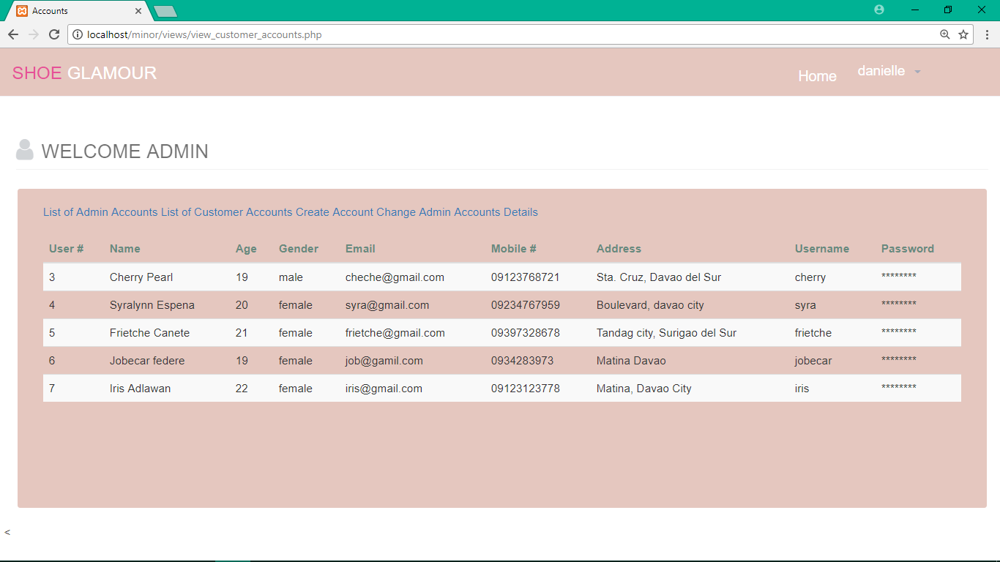 Accounts
localhost/minor/views/view_customer_accounts.php
SHOE GLAMOUR Home danielle
WELCOME ADMIN
List of Admin Accounts List of Customer Accounts Create Account Change Admin Accounts Details
User # Name Age Gender Email Mobile # Address Username Password
3 Cherry Pearl 19 male cheche@gmail.com 09123768721 Sta. Cruz, Davao del Sur cherry ********
4 Syralynn Espena 20 female syra@gmail.com 09234767959 Boulevard, davao city syra ********
5 Frietche Canete 21 female frietche@gmail.com 09397328678 Tandag city, Surigao del Sur frietche ********
6 Jobecar federe 19 female job@gamil.com 0934283973 Matina Davao jobecar ********
7 Iris Adlawan 22 female iris@gmail.com 09123123778 Matina, Davao City iris ********
<